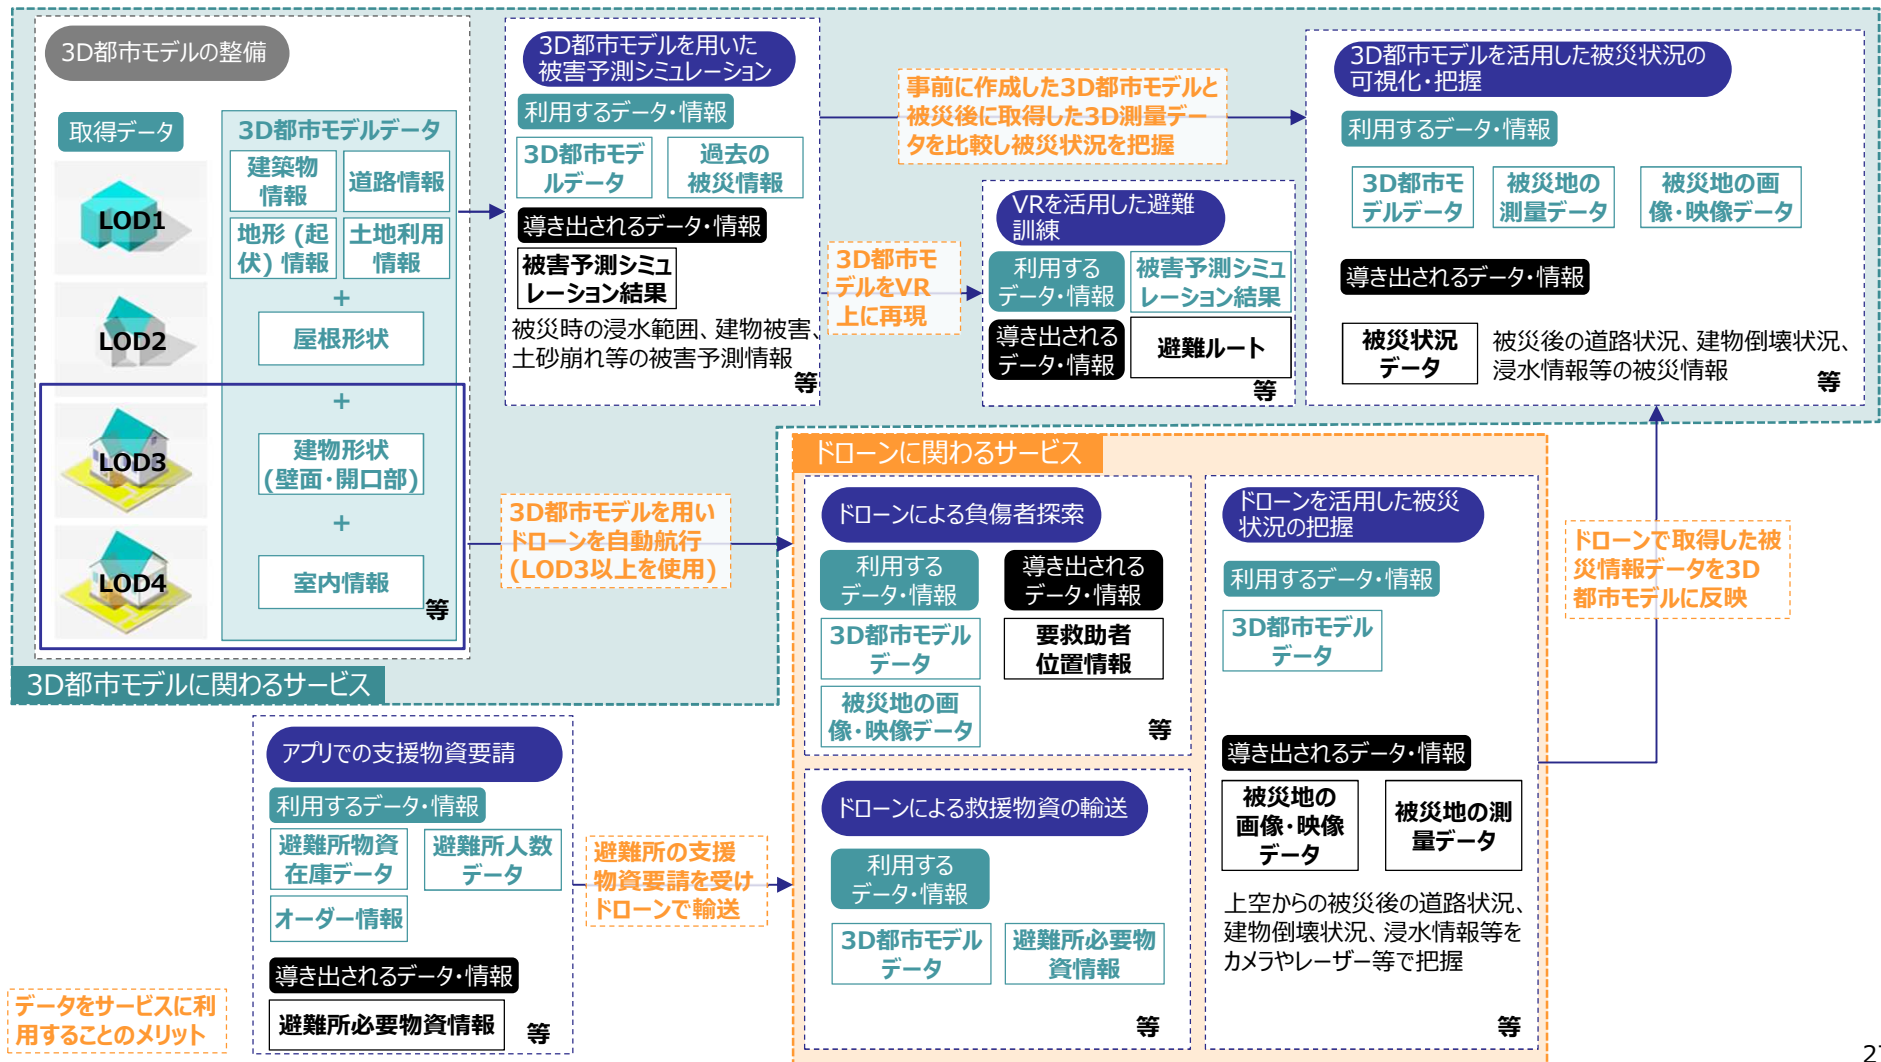 3D都市モデルの整備
取得データ
LOD1
LOD2
LOD3
LOD4
3D都市モデルデータ
建築物
情報
道路情報
地形 (起
伏) 情報
土地利用
情報
+
屋根形状
+
建物形状
(壁面・開口部)
+
室内情報
等
3D都市モデルに関わるサービス
3D都市モデルを用いた
被害予測シミュレーション
利用するデータ・情報
3D都市モデ
ルデータ
過去の
被災情報
導き出されるデータ・情報
被害予測シミュ
レーション結果
被災時の浸水範囲、建物被害、
土砂崩れ等の被害予測情報
等
事前に作成した3D都市モデルと
被災後に取得した3D測量デー
タを比較し被災状況を把握
3D都市モ
デルをVR
上に再現
VRを活用した避難
訓練
利用する
データ・情報
被害予測シミュ
レーション結果
導き出される
データ・情報
避難ルート
等
3D都市モデルを活用した被災状況の
可視化・把握
利用するデータ・情報
3D都市モ
デルデータ
被災地の
測量データ
被災地の画
像・映像データ
導き出されるデータ・情報
被災状況
データ
被災後の道路状況、建物倒壊状況、
浸水情報等の被災情報
等
3D都市モデルを用い
ドローンを自動航行
(LOD3以上を使用)
ドローンに関わるサービス
ドローンによる負傷者探索
利用する
データ・情報
3D都市モデル
データ
被災地の画
像・映像データ
導き出される
データ・情報
要救助者
位置情報
等
ドローンによる救援物資の輸送
利用する
データ・情報
3D都市モデル
データ
避難所必要物
資情報
等
ドローンを活用した被災
状況の把握
利用するデータ・情報
3D都市モデル
データ
導き出されるデータ・情報
被災地の
画像・映像
データ
被災地の測
量データ
上空からの被災後の道路状況、
建物倒壊状況、浸水情報等を
カメラやレーザー等で把握
等
ドローンで取得した被
災情報データを3D
都市モデルに反映
アプリでの支援物資要請
利用するデータ・情報
避難所物資
在庫データ
避難所人数
データ
オーダー情報
導き出されるデータ・情報
避難所必要物資情報
等
避難所の支援
物資要請を受け
ドローンで輸送
データをサービスに利
用することのメリット